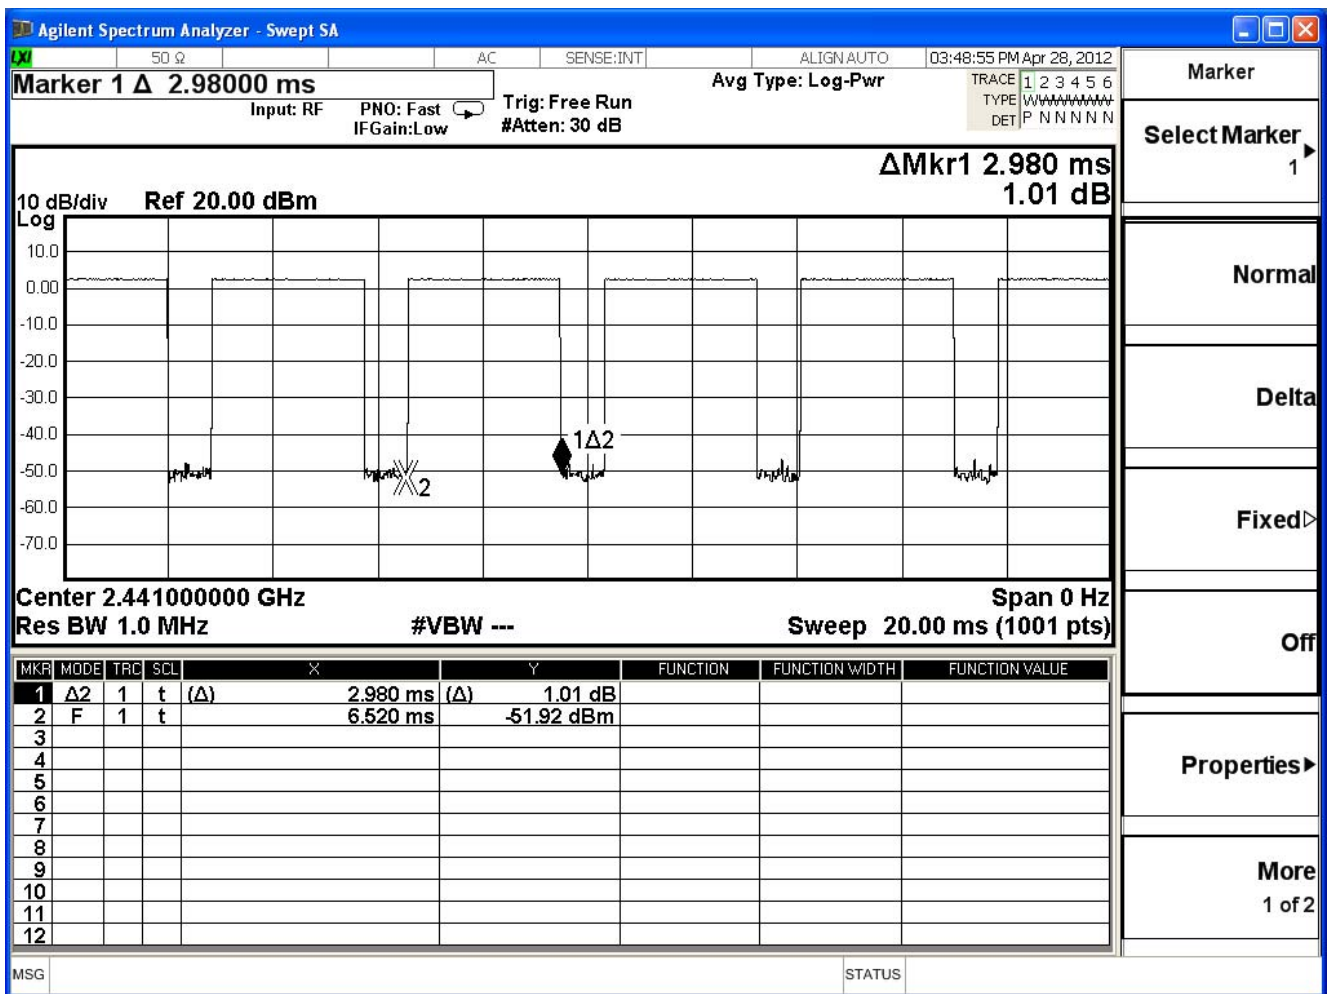 Agilent Spectrum Analyzer - Swept SA
LXI 50 Ω AC SENSE:INT ALIGN AUTO 03:48:55 PM Apr 28, 2012
Marker 1 Δ 2.98000 ms
Input: RF PNO: Fast Trig: Free Run Avg Type: Log-Pwr TRACE 1 2 3 4 5 6
IFGain:Low #Atten: 30 dB TYPE WWWWWW
DET P N N N N N
ΔMkr1 2.980 ms
1.01 dB
10 dB/div Ref 20.00 dBm
Log
10.0
0.00
-10.0
-20.0
-30.0
-40.0
-50.0
-60.0
-70.0
1Δ2
2
Center 2.441000000 GHz Span 0 Hz
Res BW 1.0 MHz #VBW --- Sweep 20.00 ms (1001 pts)
MKR MODE TRC SCL X Y FUNCTION FUNCTION WIDTH FUNCTION VALUE
1 Δ2 1 t (Δ) 2.980 ms (Δ) 1.01 dB
2 F 1 t 6.520 ms -51.92 dBm
3
4
5
6
7
8
9
10
11
12
MSG STATUS
Marker
Select Marker
1
Normal
Delta
Fixed
Off
Properties
More
1 of 2